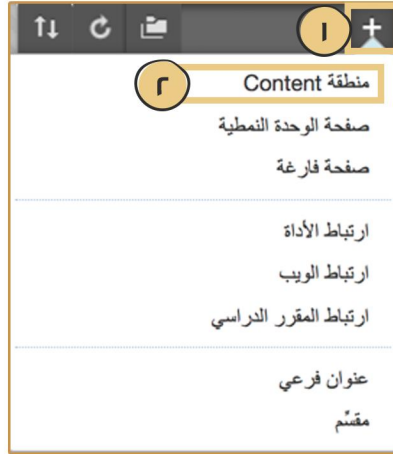 ١
+
٢
منطقة Content
صفحة الوحدة النمطية
صفحة فارغة
ارتباط الأداة
ارتباط الويب
ارتباط المقرر الدراسي
عنوان فرعي
مقسِّم